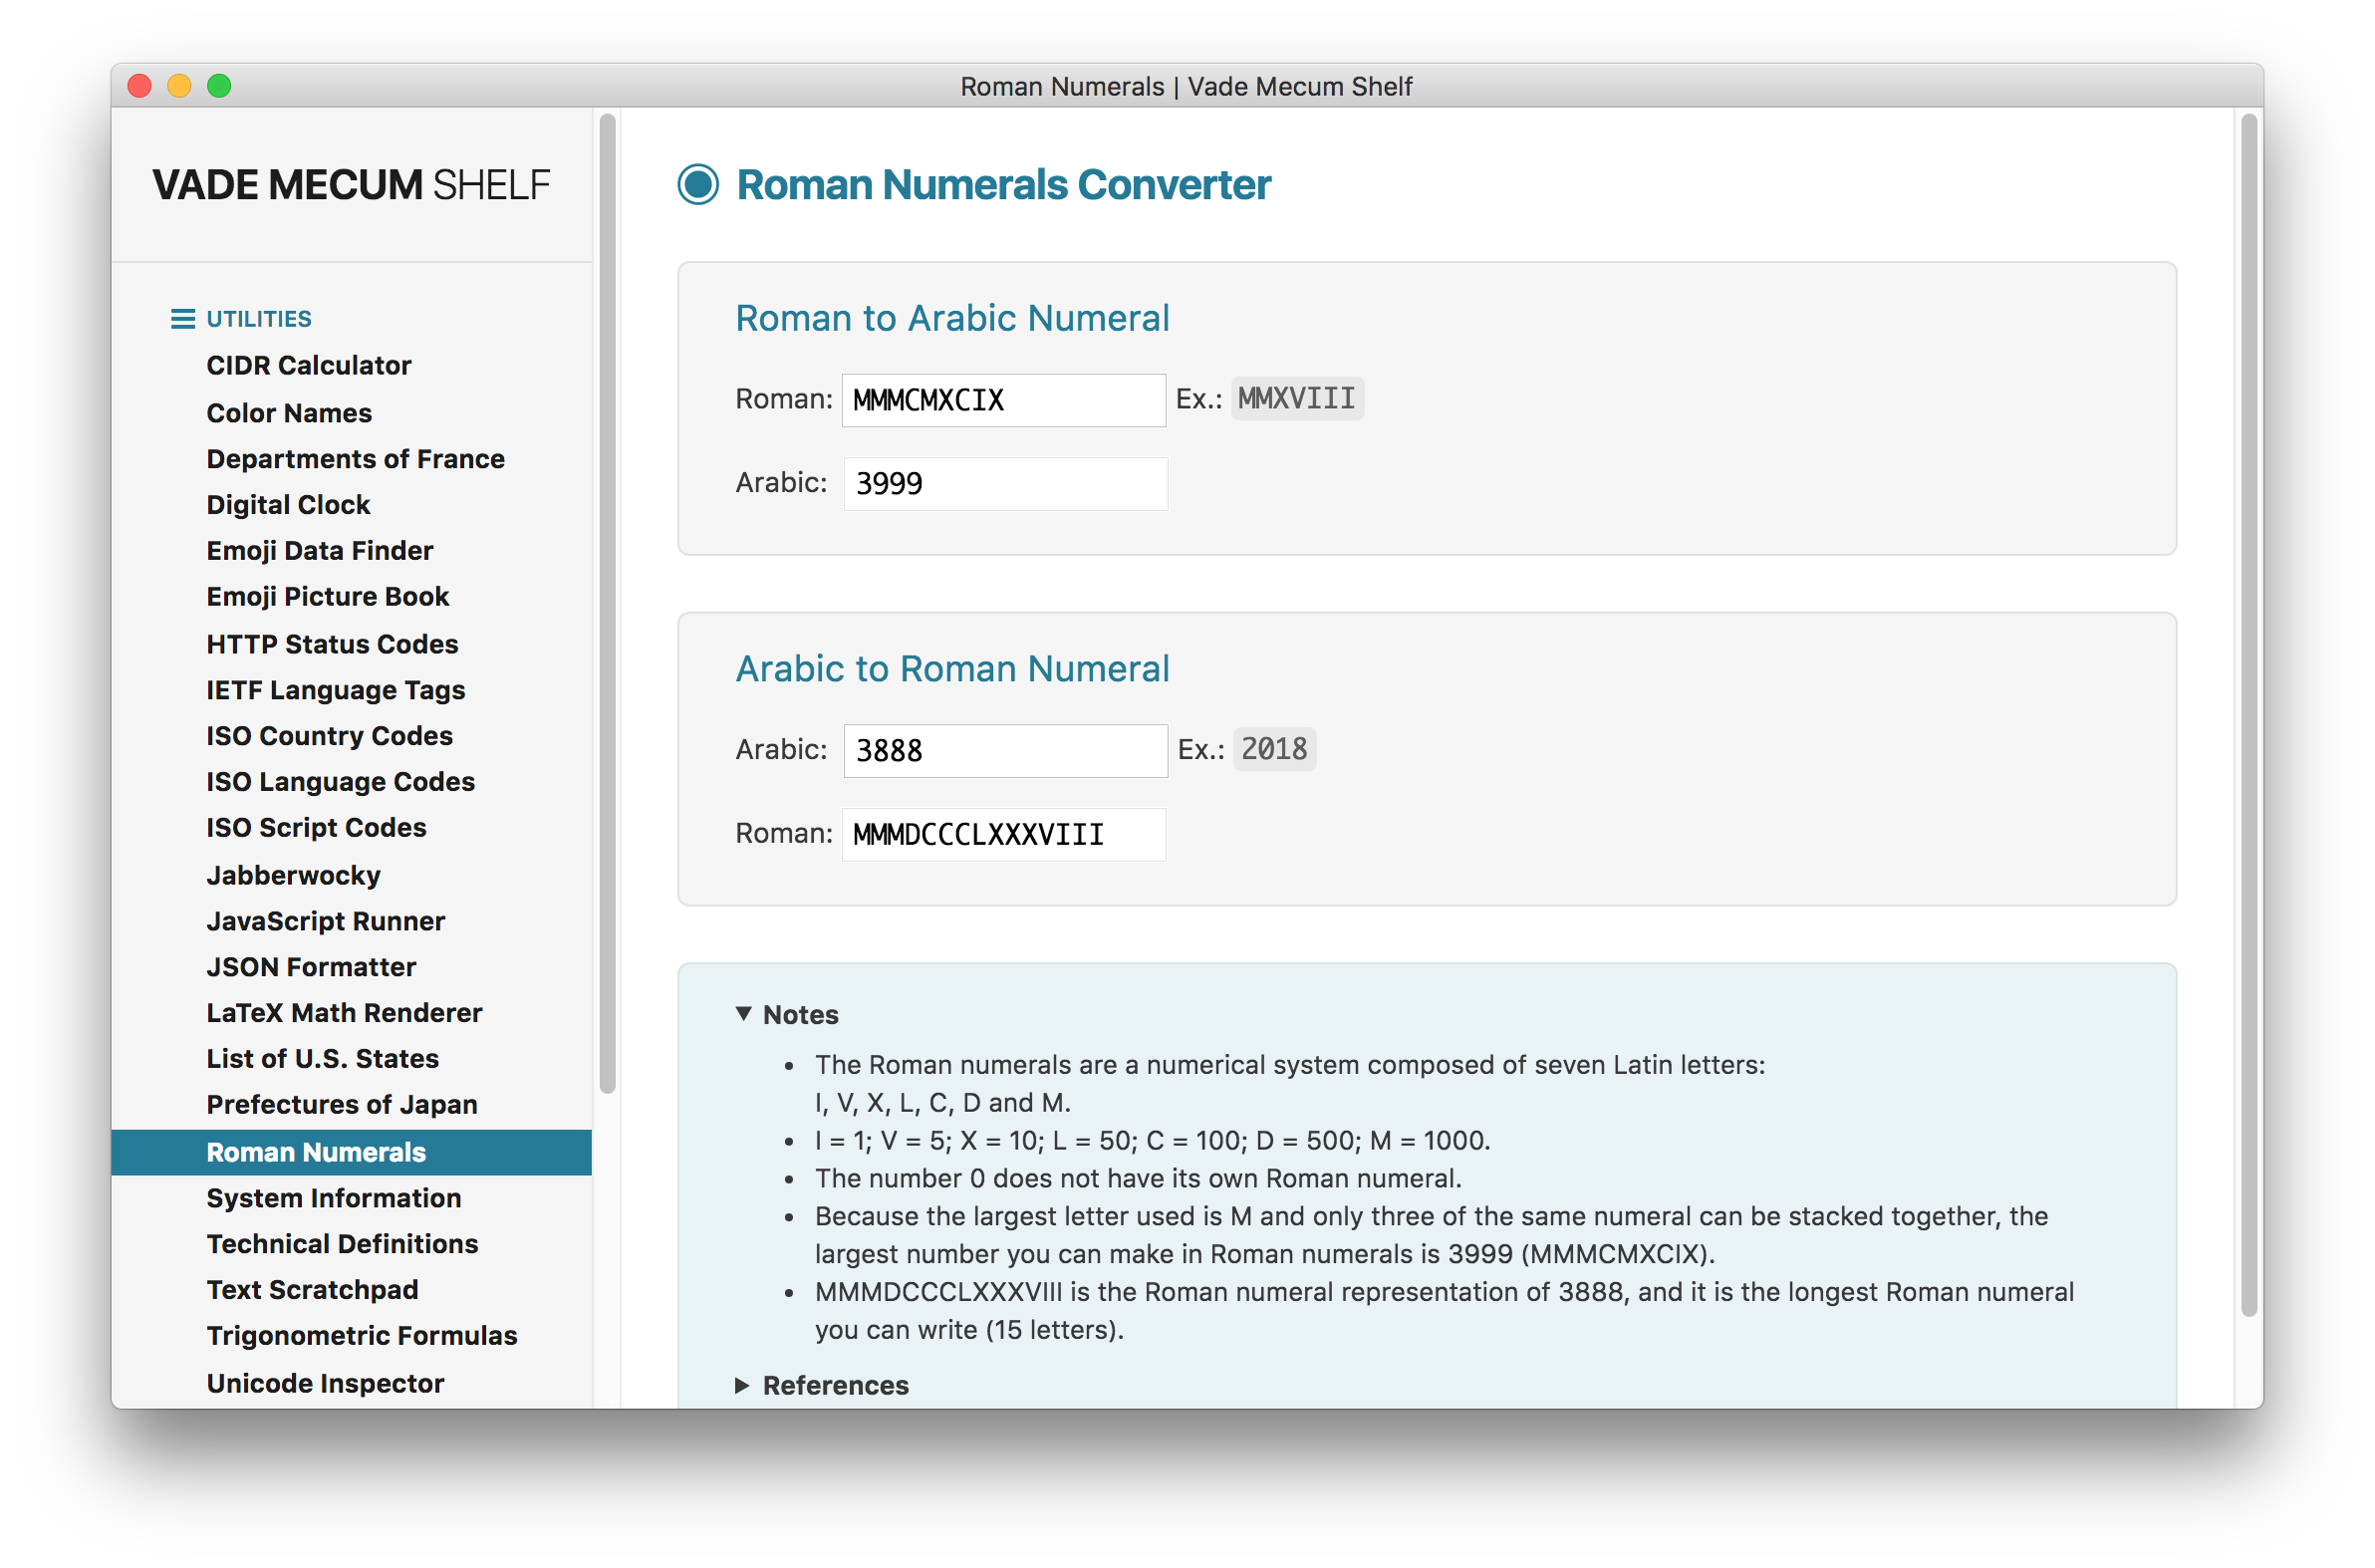 Roman Numerals | Vade Mecum Shelf
VADE MECUM SHELF
UTILITIES
CIDR Calculator
Color Names
Departments of France
Digital Clock
Emoji Data Finder
Emoji Picture Book
HTTP Status Codes
IETF Language Tags
ISO Country Codes
ISO Language Codes
ISO Script Codes
Jabberwocky
JavaScript Runner
JSON Formatter
LaTeX Math Renderer
List of U.S. States
Prefectures of Japan
Roman Numerals
System Information
Technical Definitions
Text Scratchpad
Trigonometric Formulas
Unicode Inspector
Roman Numerals Converter
Roman to Arabic Numeral
Roman: MMMCMXCIX Ex.: MMXVIII
Arabic: 3999
Arabic to Roman Numeral
Arabic: 3888 Ex.: 2018
Roman: MMMDCCCLXXXVIII
Notes
• The Roman numerals are a numerical system composed of seven Latin letters:
I, V, X, L, C, D and M.
• I = 1; V = 5; X = 10; L = 50; C = 100; D = 500; M = 1000.
• The number 0 does not have its own Roman numeral.
• Because the largest letter used is M and only three of the same numeral can be stacked together, the
largest number you can make in Roman numerals is 3999 (MMMCMXCIX).
• MMMDCCCLXXXVIII is the Roman numeral representation of 3888, and it is the longest Roman numeral
you can write (15 letters).
References